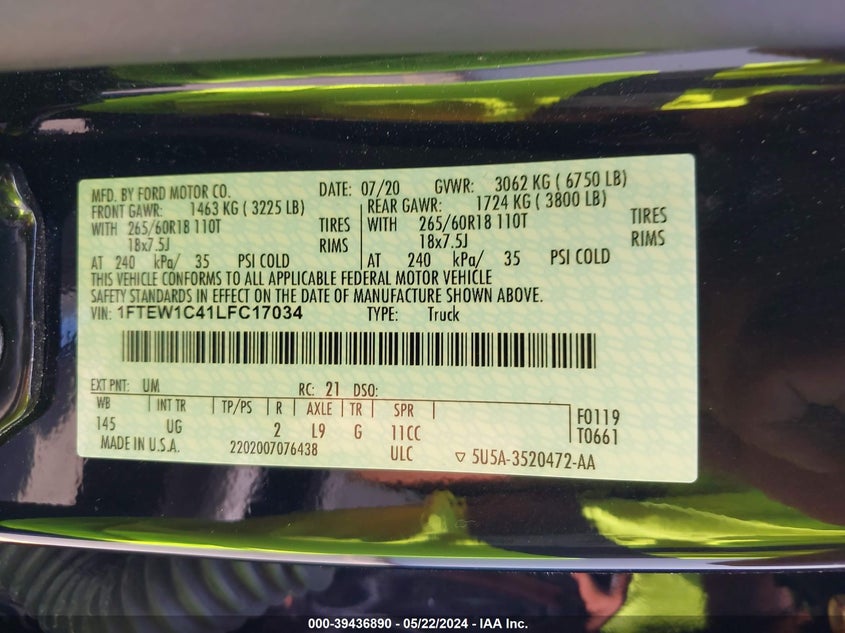 MFD. BY FORD MOTOR CO. DATE: 07/20 GVWR: 3062 KG ( 6750 LB)
FRONT GAWR: 1463 KG ( 3225 LB) REAR GAWR: 1724 KG ( 3800 LB)
WITH 265/60R18 110T TIRES WITH 265/60R18 110T TIRES
18x7.5J RIMS 18x7.5J RIMS
AT 240 kPa/ 35 PSI COLD AT 240 kPa/ 35 PSI COLD
THIS VEHICLE CONFORMS TO ALL APPLICABLE FEDERAL MOTOR VEHICLE
SAFETY STANDARDS IN EFFECT ON THE DATE OF MANUFACTURE SHOWN ABOVE.
VIN: 1FTEW1C41LFC17034 TYPE: Truck
EXT PNT: UM RC: 21 DSO:
WB INT TR TP/PS R AXLE TR SPR F0119
145 UG 2 L9 G 11CC T0661
MADE IN U.S.A. 2202007076438 ULC ▽ 5U5A-3520472-AA
000-39436890 - 05/22/2024 - IAA Inc.